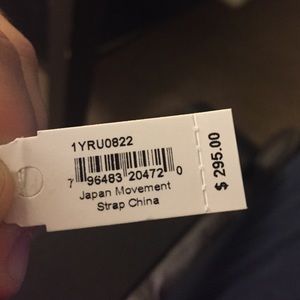 1YRU0822
7 96483 20472 0
Japan Movement
Strap China
$ 295.00